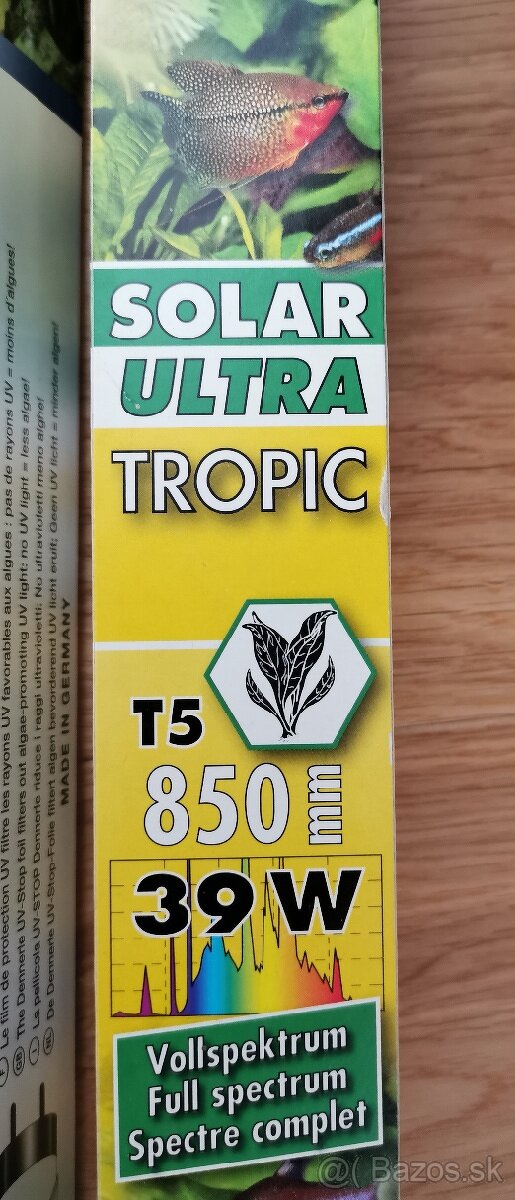 SOLAR
ULTRA
TROPIC
T5
850 mm
39 W
Vollspektrum
Full spectrum
Spectre complet
Le film de protection UV filtre les rayons UV favorables aux algues : pas de rayons UV = moins d'algues!
The Dennerle UV-Stop foil filters out algae-promoting UV light; no UV light = less algae!
La pellicola UV-STOP Dennerle riduce i raggi ultravioletti: No ultravioletti meno alghe!
De Dennerle UV-Stop-Folie filtert algen bevorderend UV licht eruit; Geen UV licht = minder algen!
MADE IN GERMANY
F
GB
I
NL
@( Bazos.sk